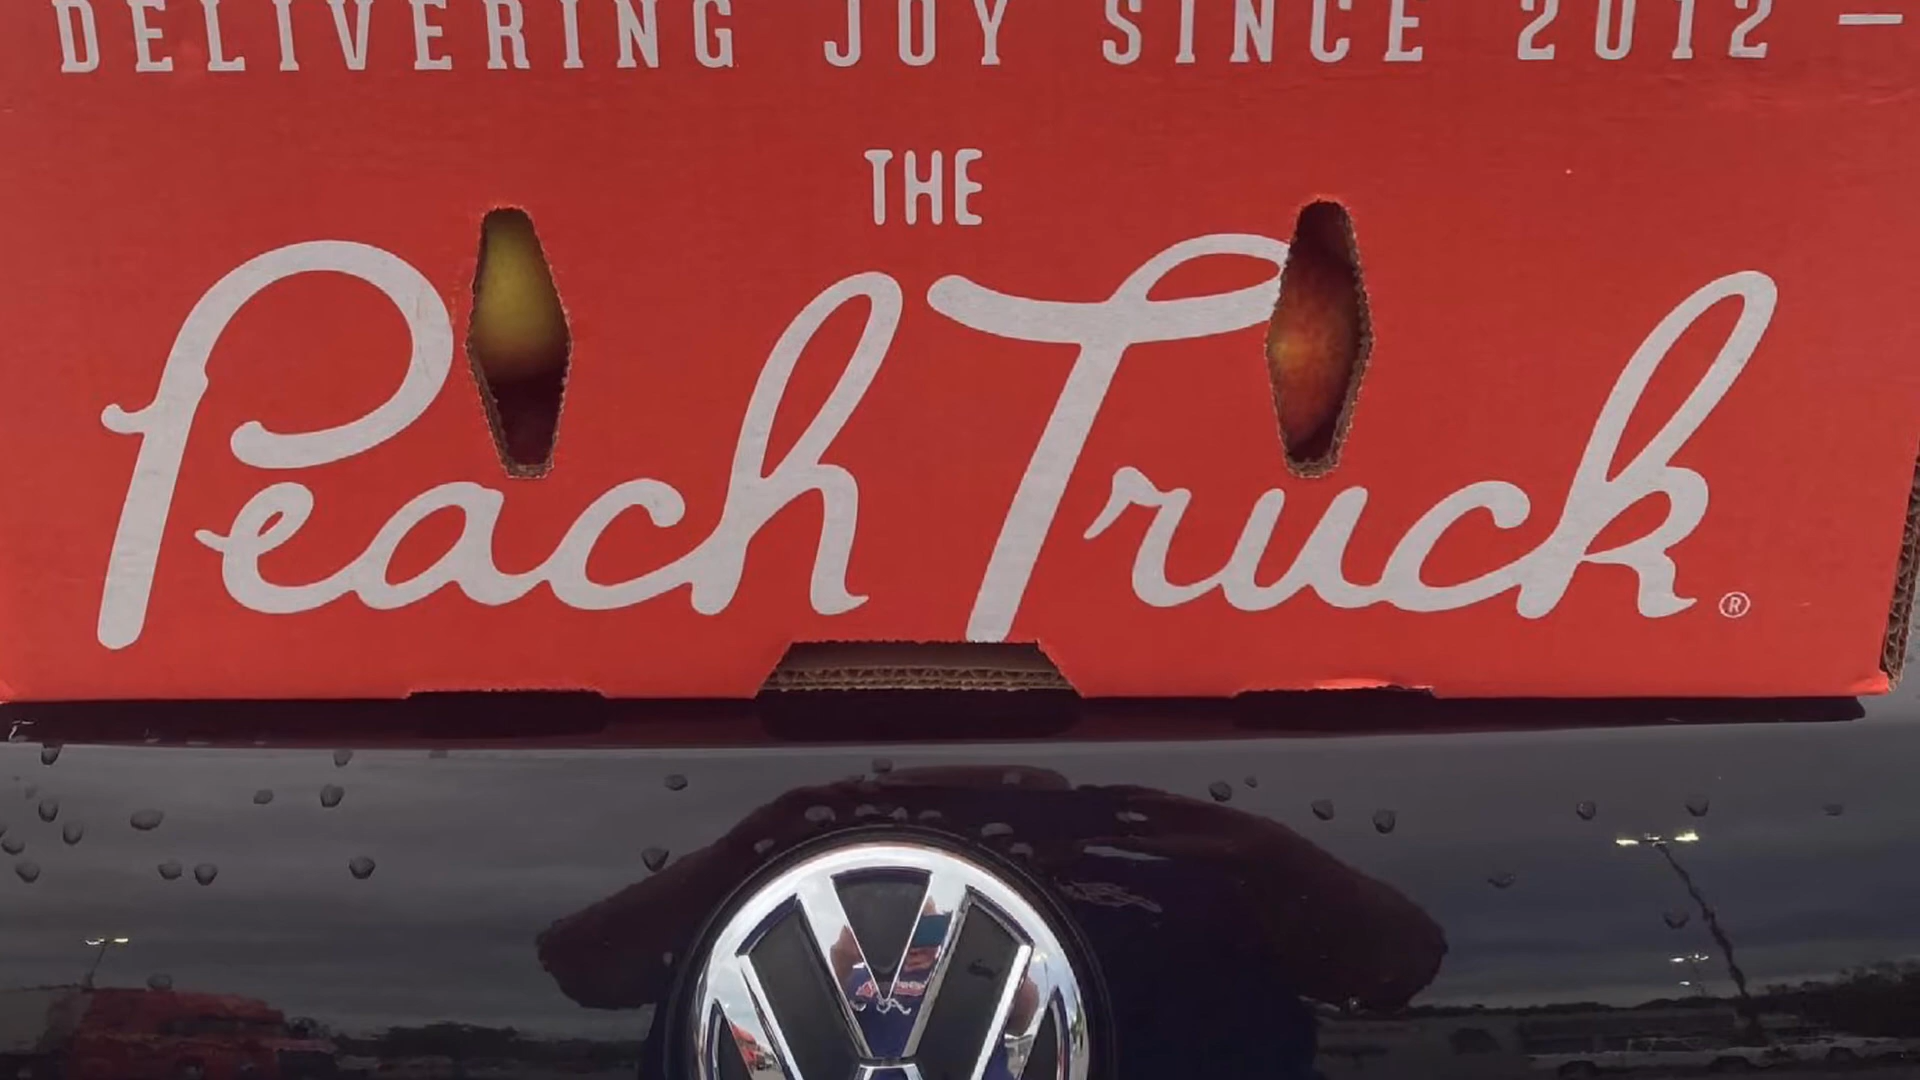 DELIVERING JOY SINCE 2012 —
THE
Peach Truck ®